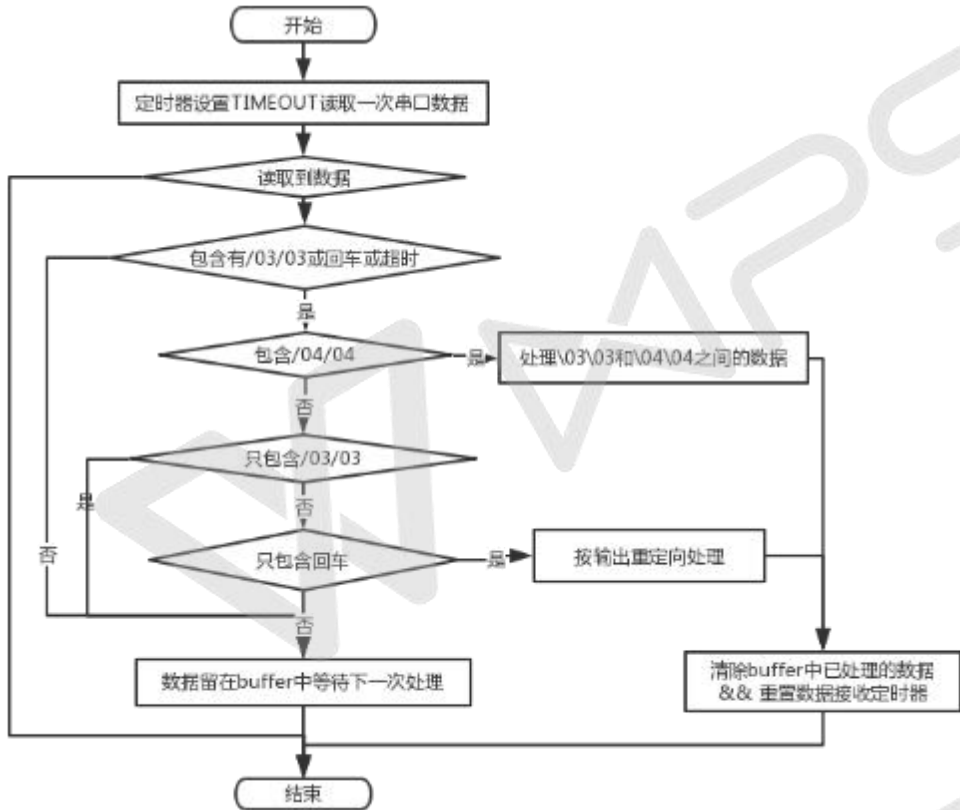 开始
定时器设置TIMEOUT读取一次串口数据
读取到数据
包含有/03/03或回车或超时
是
包含/04/04
是
处理\03\03和\04\04之间的数据
否
只包含/03/03
是
否
否
只包含回车
是
按输出重定向处理
否
数据留在buffer中等待下一次处理
清除buffer中已处理的数据
&& 重置数据接收定时器
结束
WPS